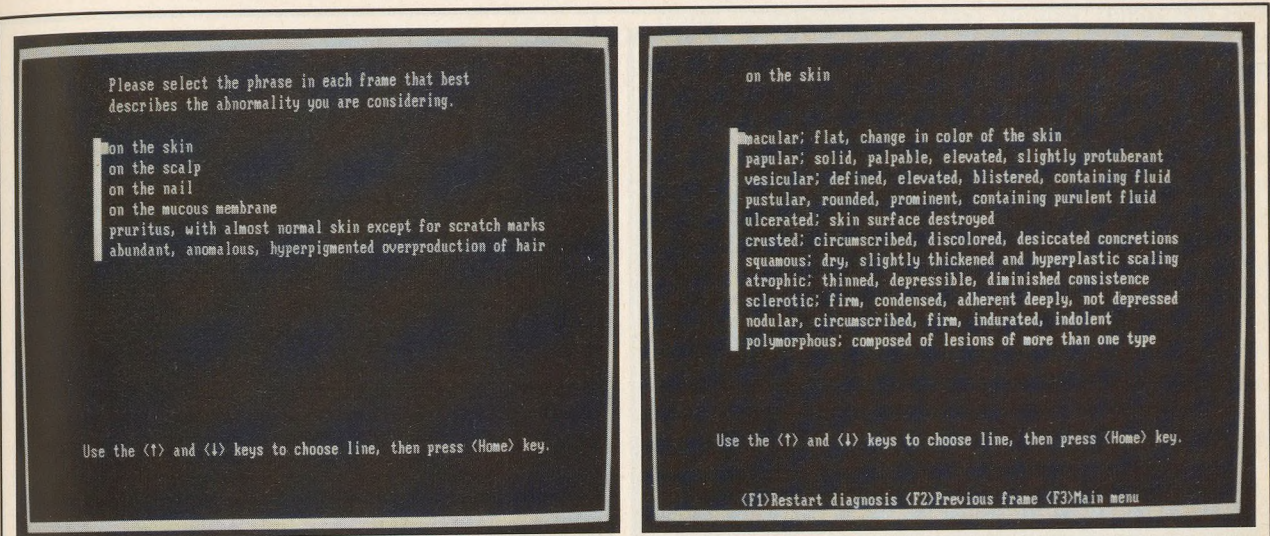 Please select the phrase in each frame that best
describes the abnormality you are considering.
on the skin
on the scalp
on the nail
on the mucous membrane
pruritus, with almost normal skin except for scratch marks
abundant, anomalous, hyperpigmented overproduction of hair
Use the <↑> and <↓> keys to choose line, then press <Home> key.
on the skin
macular; flat, change in color of the skin
papular; solid, palpable, elevated, slightly protuberant
vesicular; defined, elevated, blistered, containing fluid
pustular, rounded, prominent, containing purulent fluid
ulcerated; skin surface destroyed
crusted; circumscribed, discolored, desiccated concretions
squamous; dry, slightly thickened and hyperplastic scaling
atrophic; thinned, depressible, diminished consistence
sclerotic; firm, condensed, adherent deeply, not depressed
nodular, circumscribed, firm, indurated, indolent
polymorphous; composed of lesions of more than one type
Use the <↑> and <↓> keys to choose line, then press <Home> key.
<F1>Restart diagnosis <F2>Previous frame <F3>Main menu